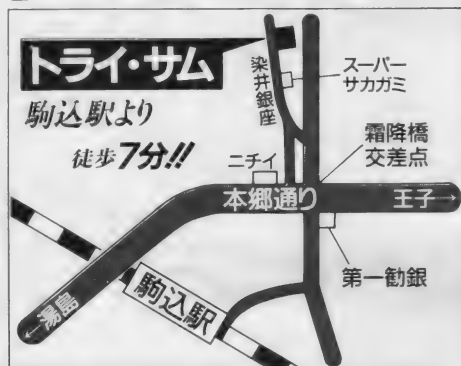 トライ・サム
駒込駅より
徒歩7分!!
染井銀座
スーパー
サカガミ
霜降橋
交差点
ニチイ
本郷通り
王子
第一勧銀
駒込駅
湯島